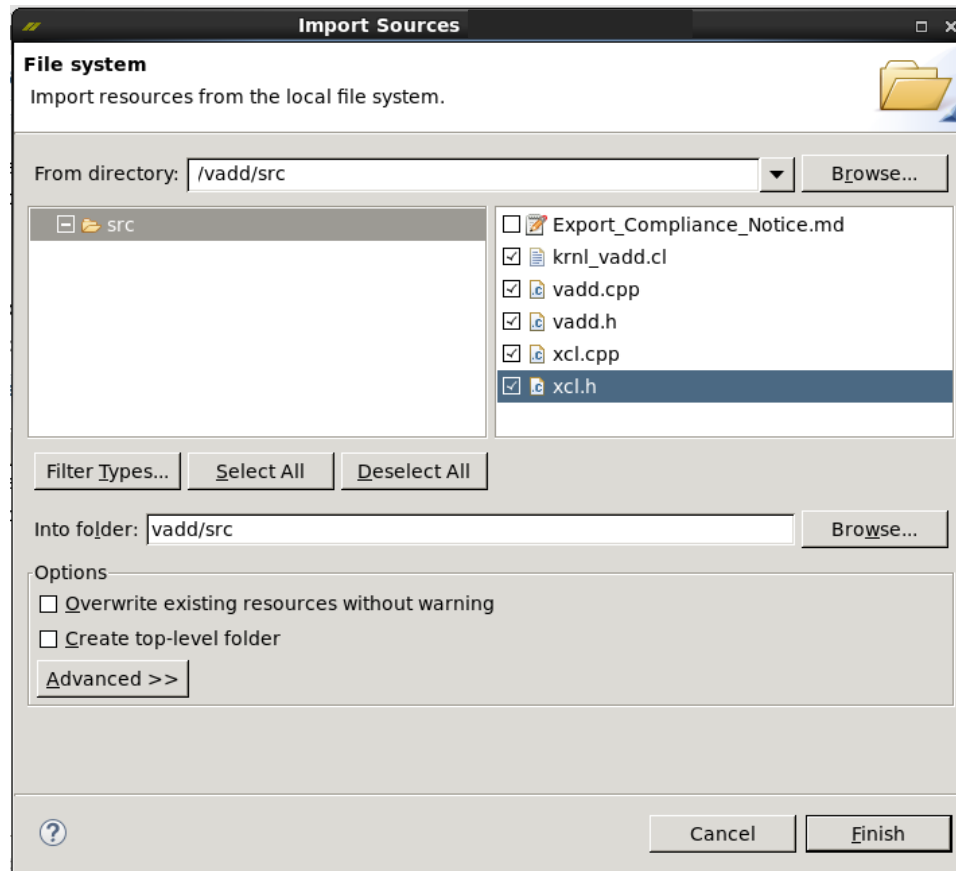 Import Sources
File system
Import resources from the local file system.
From directory: /vadd/src Browse...
src
Export_Compliance_Notice.md
krnl_vadd.cl
vadd.cpp
vadd.h
xcl.cpp
xcl.h
Filter Types... Select All Deselect All
Into folder: vadd/src Browse...
Options
Overwrite existing resources without warning
Create top-level folder
Advanced >>
? Cancel Finish